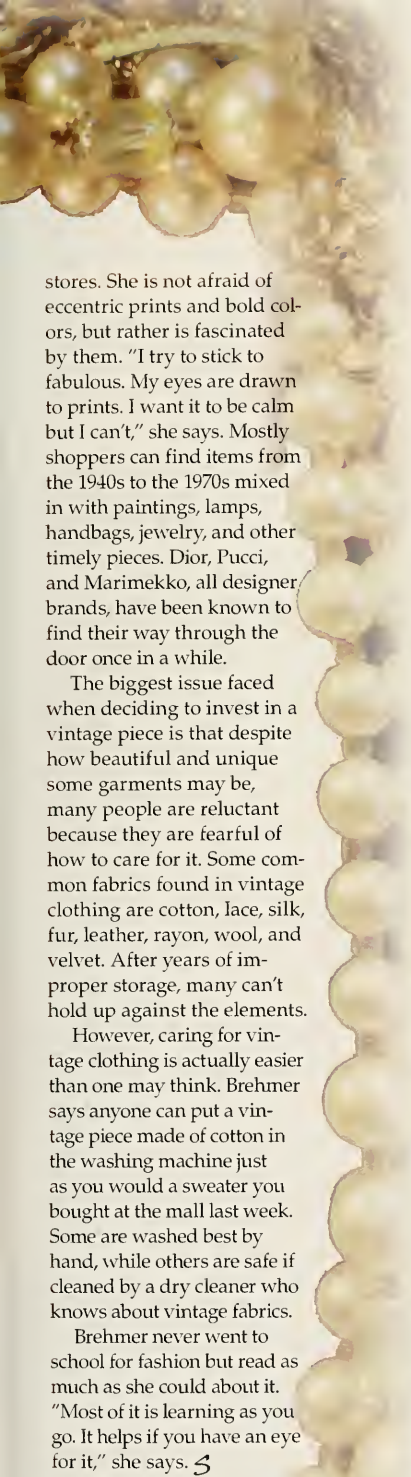 stores. She is not afraid of
eccentric prints and bold col-
ors, but rather is fascinated
by them. "I try to stick to
fabulous. My eyes are drawn
to prints. I want it to be calm
but I can't," she says. Mostly
shoppers can find items from
the 1940s to the 1970s mixed
in with paintings, lamps,
handbags, jewelry, and other
timely pieces. Dior, Pucci,
and Marimekko, all designer
brands, have been known to
find their way through the
door once in a while.
The biggest issue faced
when deciding to invest in a
vintage piece is that despite
how beautiful and unique
some garments may be,
many people are reluctant
because they are fearful of
how to care for it. Some com-
mon fabrics found in vintage
clothing are cotton, lace, silk,
fur, leather, rayon, wool, and
velvet. After years of im-
proper storage, many can't
hold up against the elements.
However, caring for vin-
tage clothing is actually easier
than one may think. Brehmer
says anyone can put a vin-
tage piece made of cotton in
the washing machine just
as you would a sweater you
bought at the mall last week.
Some are washed best by
hand, while others are safe if
cleaned by a dry cleaner who
knows about vintage fabrics.
Brehmer never went to
school for fashion but read as
much as she could about it.
"Most of it is learning as you
go. It helps if you have an eye
for it," she says. S